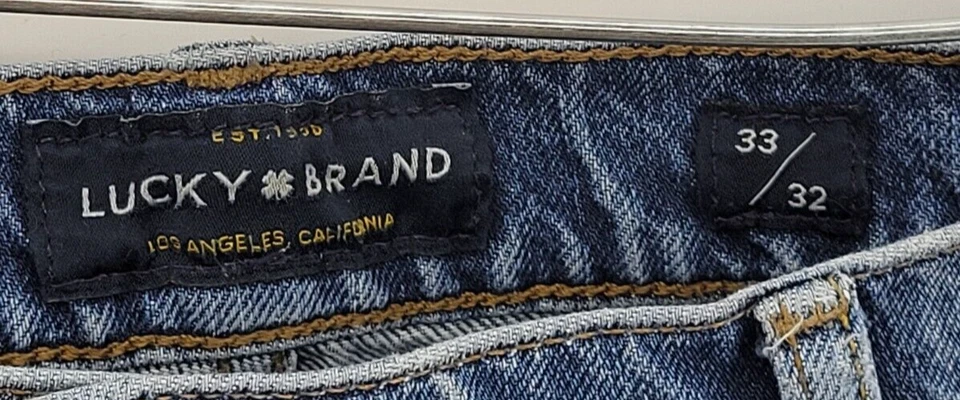 EST.1990
LUCKY BRAND
LOS ANGELES, CALIFORNIA
33/32